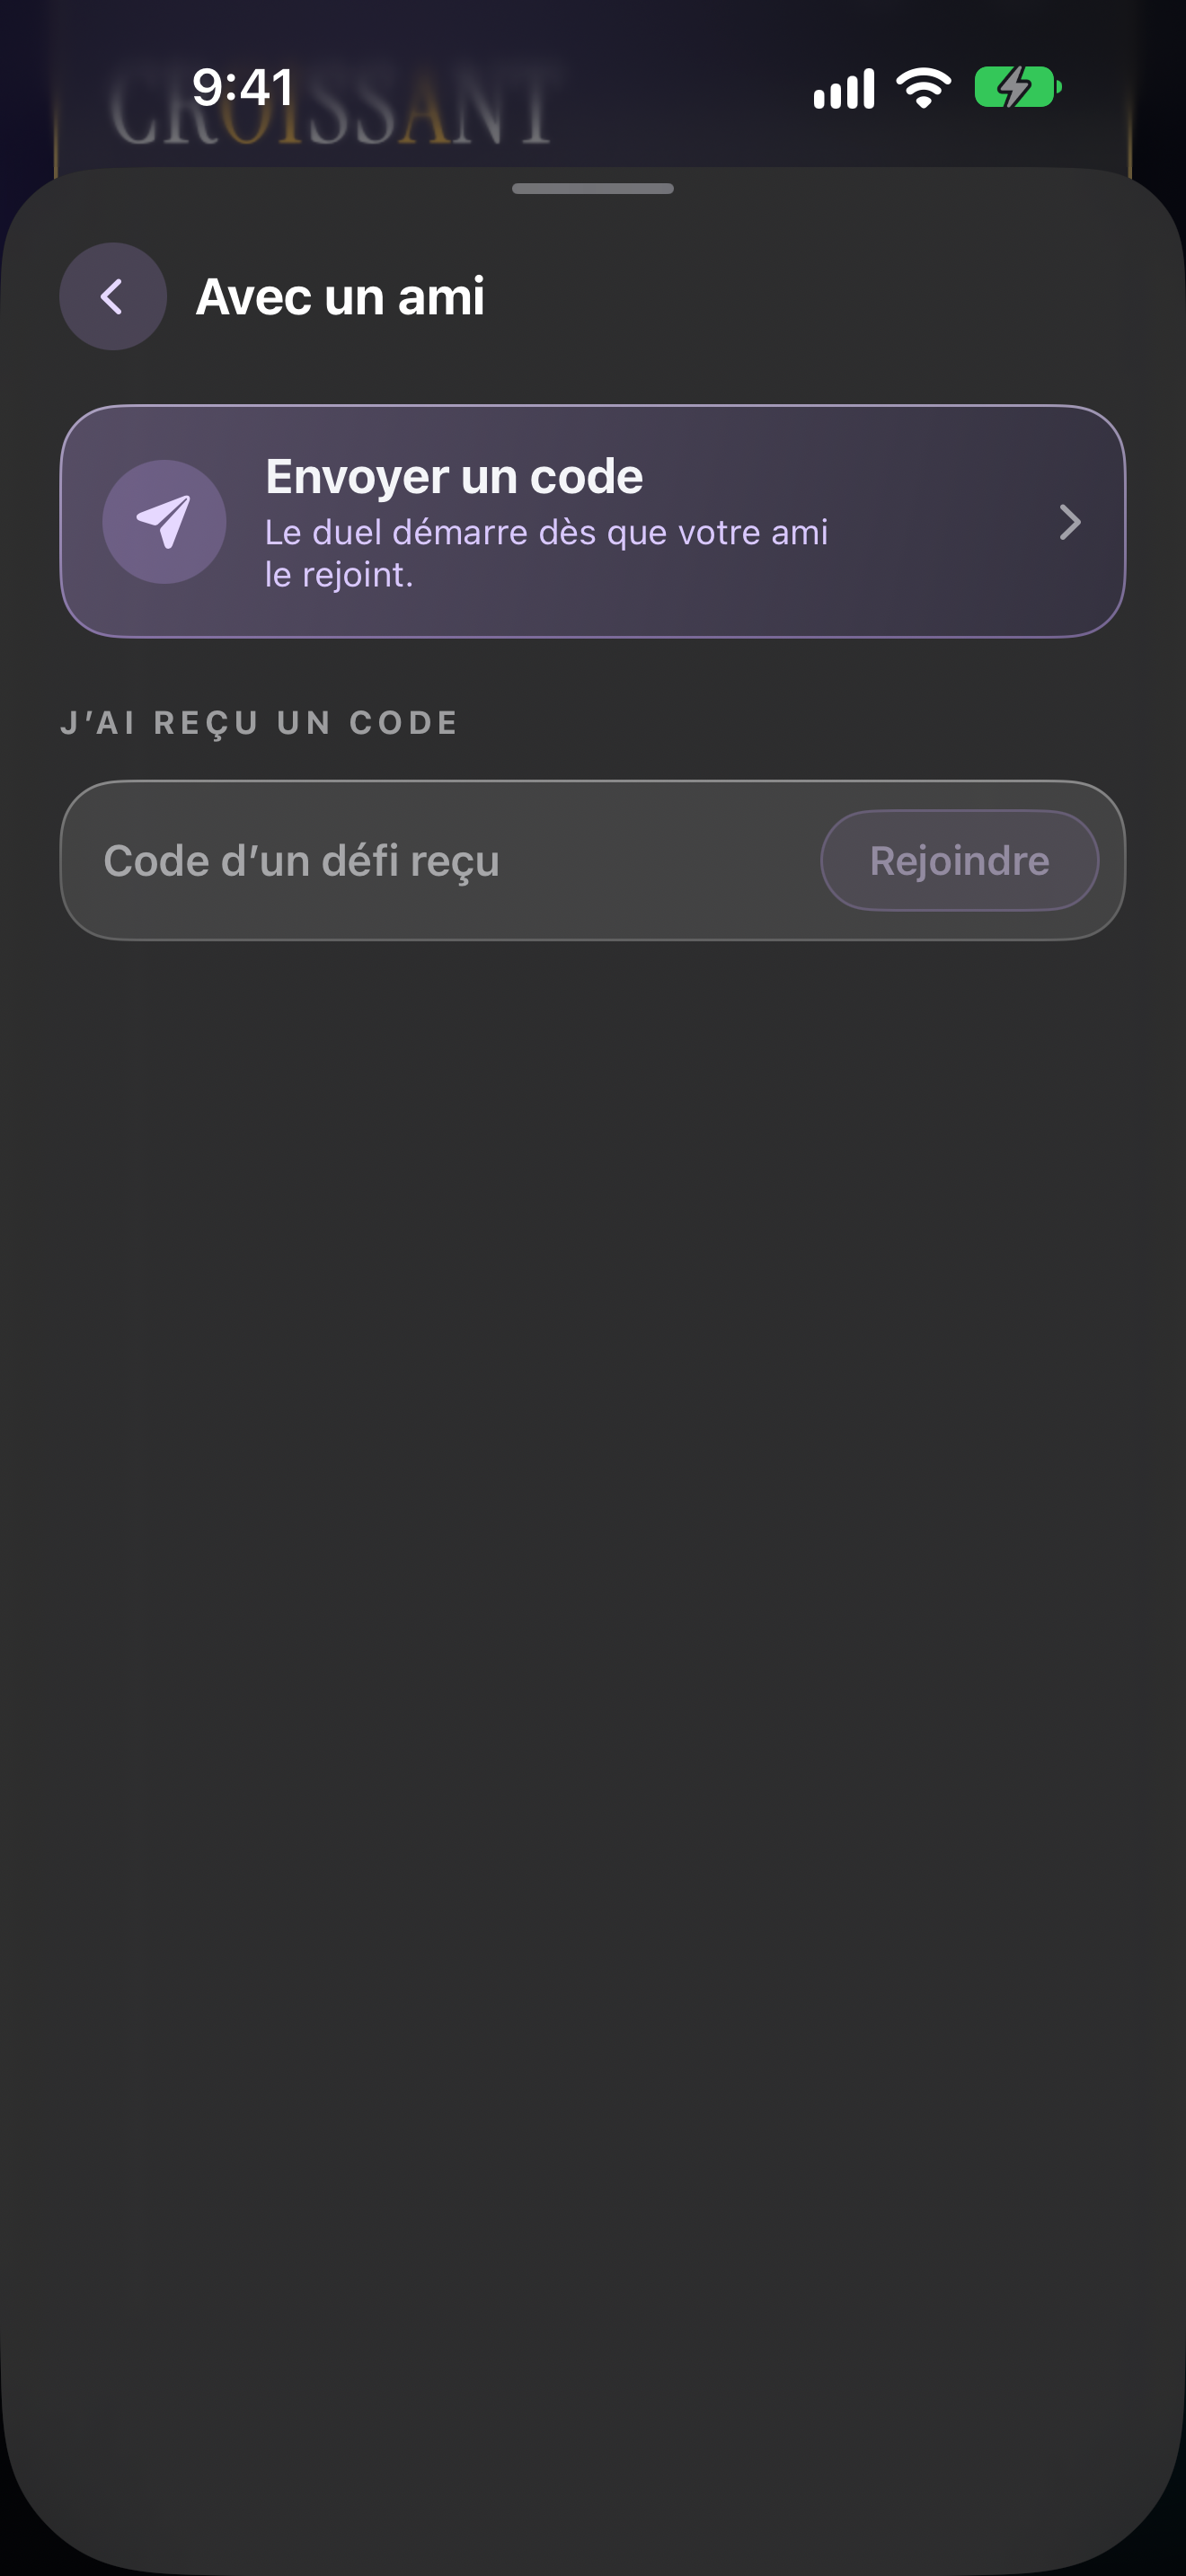 9:41
CROISSANT
Avec un ami
Envoyer un code
Le duel démarre dès que votre ami
le rejoint.
J’AI REÇU UN CODE
Code d’un défi reçu
Rejoindre